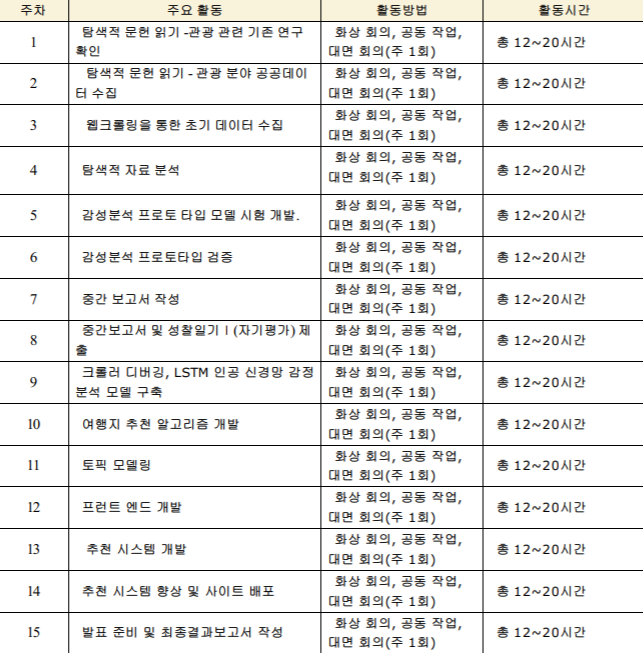 주차 주요 활동 활동방법 활동시간
1 탐색적 문헌 읽기 -관광 관련 기존 연구 확인 화상 회의, 공동 작업, 대면 회의(주 1회) 총 12~20시간
2 탐색적 문헌 읽기 - 관광 분야 공공데이터 수집 화상 회의, 공동 작업, 대면 회의(주 1회) 총 12~20시간
3 웹크롤링을 통한 초기 데이터 수집 화상 회의, 공동 작업, 대면 회의(주 1회) 총 12~20시간
4 탐색적 자료 분석 화상 회의, 공동 작업, 대면 회의(주 1회) 총 12~20시간
5 감성분석 프로토 타입 모델 시험 개발. 화상 회의, 공동 작업, 대면 회의(주 1회) 총 12~20시간
6 감성분석 프로토타입 검증 화상 회의, 공동 작업, 대면 회의(주 1회) 총 12~20시간
7 중간 보고서 작성 화상 회의, 공동 작업, 대면 회의(주 1회) 총 12~20시간
8 중간보고서 및 성찰일기Ⅰ(자기평가) 제출 화상 회의, 공동 작업, 대면 회의(주 1회) 총 12~20시간
9 크롤러 디버깅, LSTM 인공 신경망 감정 분석 모델 구축 화상 회의, 공동 작업, 대면 회의(주 1회) 총 12~20시간
10 여행지 추천 알고리즘 개발 화상 회의, 공동 작업, 대면 회의(주 1회) 총 12~20시간
11 토픽 모델링 화상 회의, 공동 작업, 대면 회의(주 1회) 총 12~20시간
12 프런트 엔드 개발 화상 회의, 공동 작업, 대면 회의(주 1회) 총 12~20시간
13 추천 시스템 개발 화상 회의, 공동 작업, 대면 회의(주 1회) 총 12~20시간
14 추천 시스템 향상 및 사이트 배포 화상 회의, 공동 작업, 대면 회의(주 1회) 총 12~20시간
15 발표 준비 및 최종결과보고서 작성 화상 회의, 공동 작업, 대면 회의(주 1회) 총 12~20시간